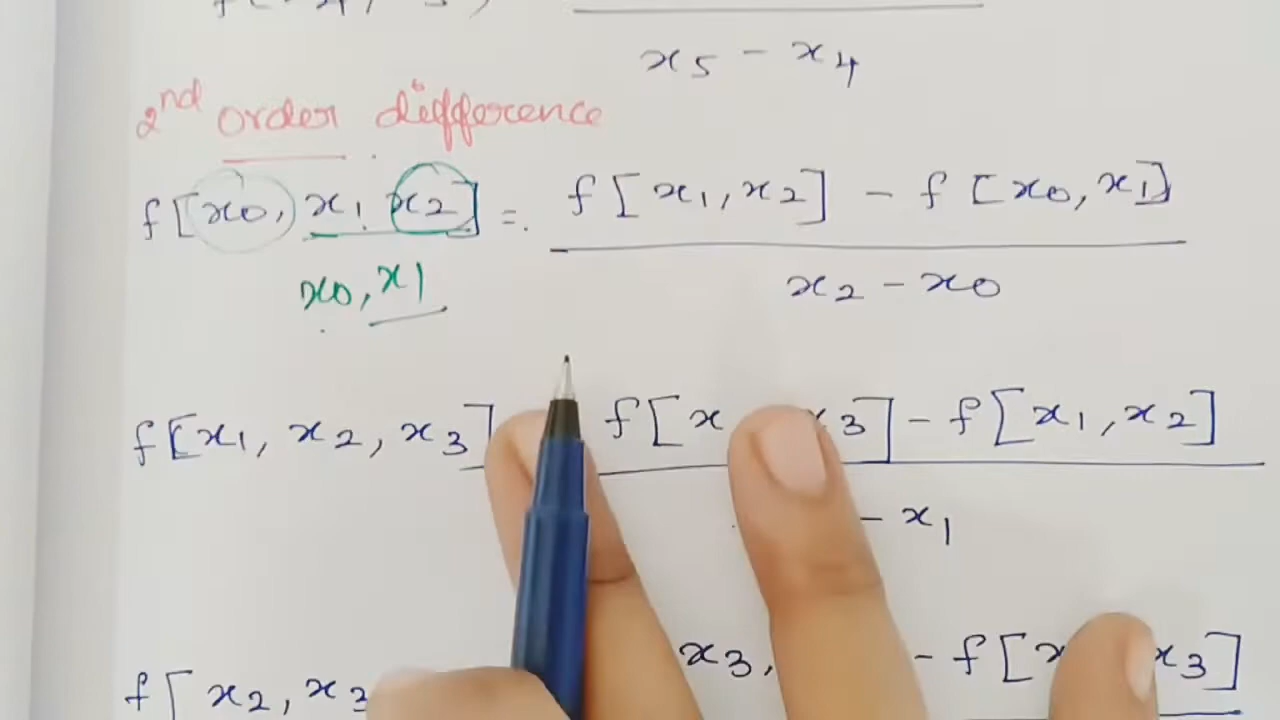 x5 - x4
2nd order difference
f[x0, x1, x2] = f[x1, x2] - f[x0, x1]
x2 - x0
x0, x1
f[x1, x2, x3] f[x x3] - f[x1, x2]
- x1
f[x2, x3 x3, - f[x x3]